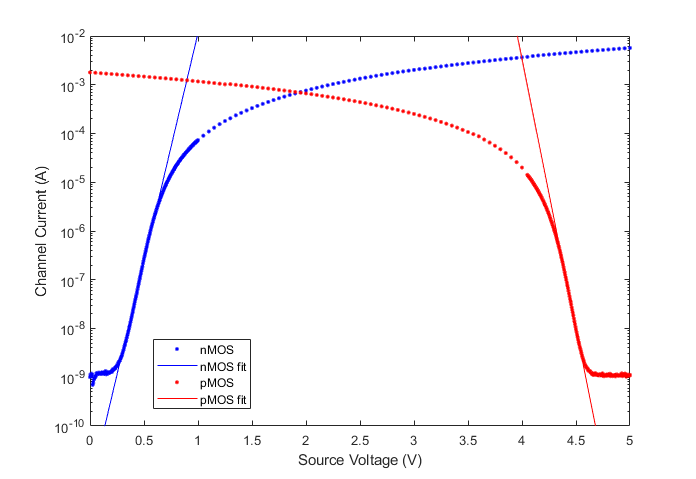 10^-2
10^-3
10^-4
10^-5
10^-6
10^-7
10^-8
10^-9
10^-10
Channel Current (A)
nMOS
nMOS fit
pMOS
pMOS fit
0 0.5 1 1.5 2 2.5 3 3.5 4 4.5 5
Source Voltage (V)